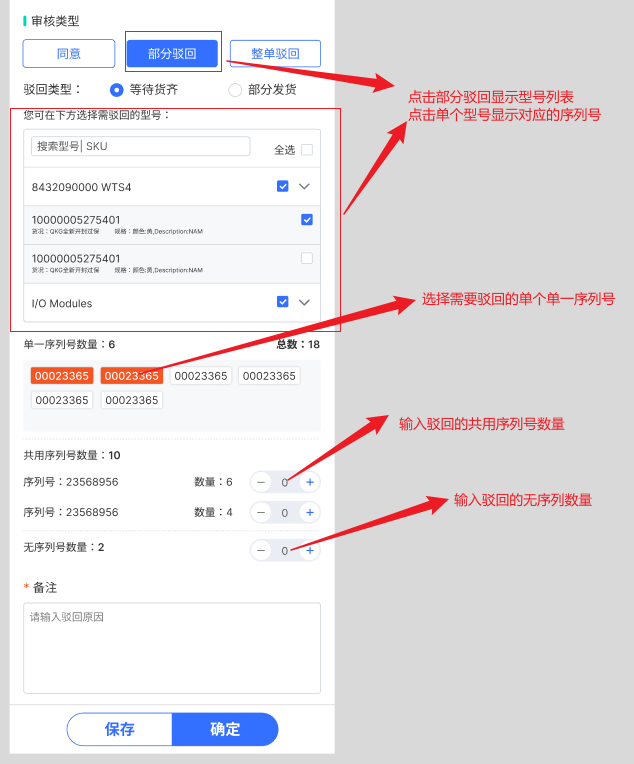 审核类型
同意
部分驳回
整单驳回
驳回类型：
等待货齐
部分发货
点击部分驳回显示型号列表
点击单个型号显示对应的序列号
您可在下方选择需驳回的型号：
搜索型号| SKU
全选
8432090000 WTS4
10000005275401
货况：QKG全新开封过保 规格：颜色:黄,Description:NAM
10000005275401
货况：QKG全新开封过保 规格：颜色:黄,Description:NAM
I/O Modules
选择需要驳回的单个单一序列号
单一序列号数量：6
总数：18
00023365 00023365 00023365 00023365
00023365 00023365
输入驳回的共用序列号数量
共用序列号数量：10
序列号：23568956 数量：6 − 0 +
输入驳回的无序列数量
序列号：23568956 数量：4 − 0 +
无序列号数量：2 − 0 +
* 备注
请输入驳回原因
保存
确定